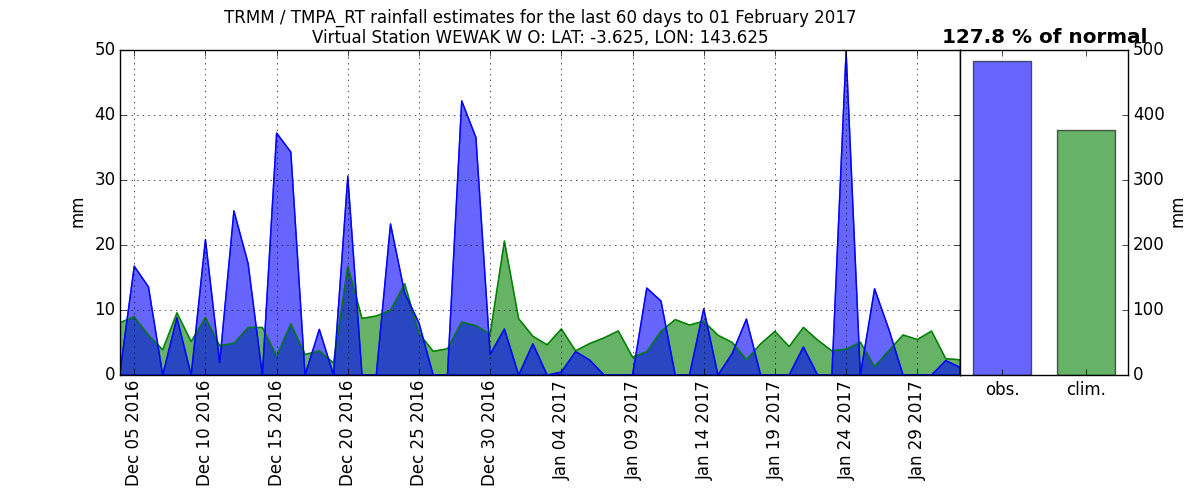 TRMM / TMPA_RT rainfall estimates for the last 60 days to 01 February 2017
Virtual Station WEWAK W O: LAT: -3.625, LON: 143.625
127.8 % of normal
50
40
30
20
10
0
mm
500
400
300
200
100
0
mm
Dec 05 2016
Dec 10 2016
Dec 15 2016
Dec 20 2016
Dec 25 2016
Dec 30 2016
Jan 04 2017
Jan 09 2017
Jan 14 2017
Jan 19 2017
Jan 24 2017
Jan 29 2017
obs.
clim.